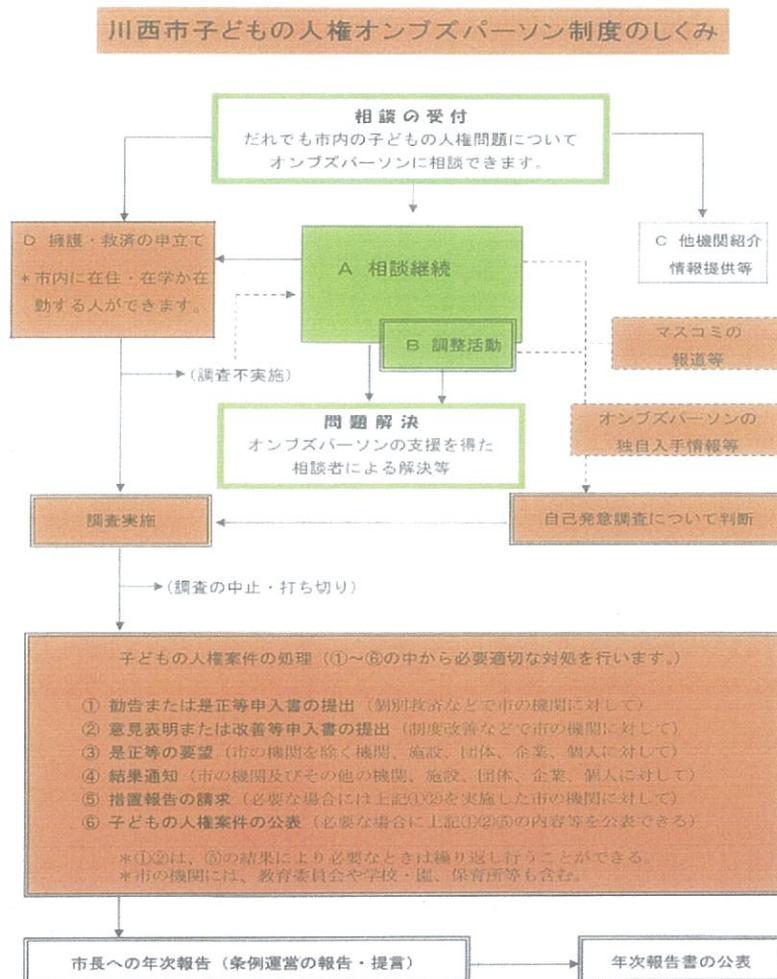 川西市子どもの人権オンブズパーソン制度のしくみ
相談の受付
だれでも市内の子どもの人権問題について
オンブズパーソンに相談できます。
D 擁護・救済の申立て
＊市内に在住・在学か在
勤する人ができます。
A 相談継続
C 他機関紹介
情報提供等
B 調整活動
マスコミの
報道等
(調査不実施)
問題解決
オンブズパーソンの支援を得た
相談者による解決等
オンブズパーソンの
独自入手情報等
調査実施
自己発意調査について判断
(調査の中止・打ち切り)
子どもの人権案件の処理（①～⑥の中から必要適切な対処を行います。）
① 勧告または是正等申入書の提出（個別救済などで市の機関に対して）
② 意見表明または改善等申入書の提出（制度改善などで市の機関に対して）
③ 是正等の要望（市の機関を除く機関、施設、団体、企業、個人に対して）
④ 結果通知（市の機関及びその他の機関、施設、団体、企業、個人に対して）
⑤ 措置報告の請求（必要な場合には上記①②を実施した市の機関に対して）
⑥ 子どもの人権案件の公表（必要な場合に上記①②⑤の内容等を公表できる）
＊①②は、⑤の結果により必要なときは繰り返し行うことができる。
＊市の機関には、教育委員会や学校・園、保育所等も含む。
市長への年次報告（条例運営の報告・提言）
年次報告書の公表